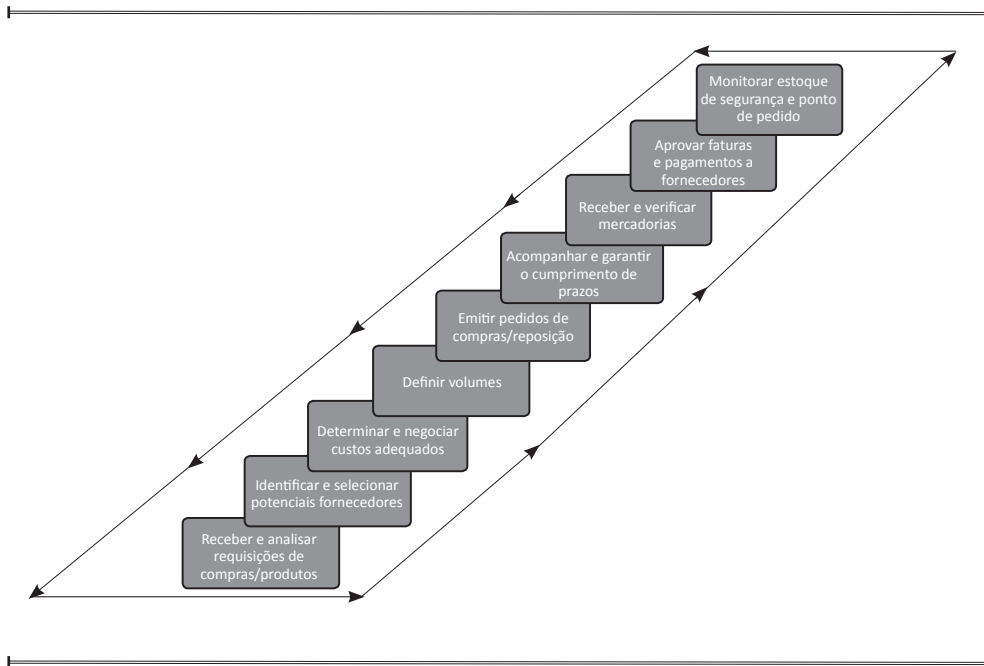 Monitorar estoque
de segurança e ponto
de pedido
Aprovar faturas
e pagamentos a
fornecedores
Receber e verificar
mercadorias
Acompanhar e garantir
o cumprimento de
prazos
Emitir pedidos de
compras/reposição
Definir volumes
Determinar e negociar
custos adequados
Identificar e selecionar
potenciais fornecedores
Receber e analisar
requisições de
compras/produtos